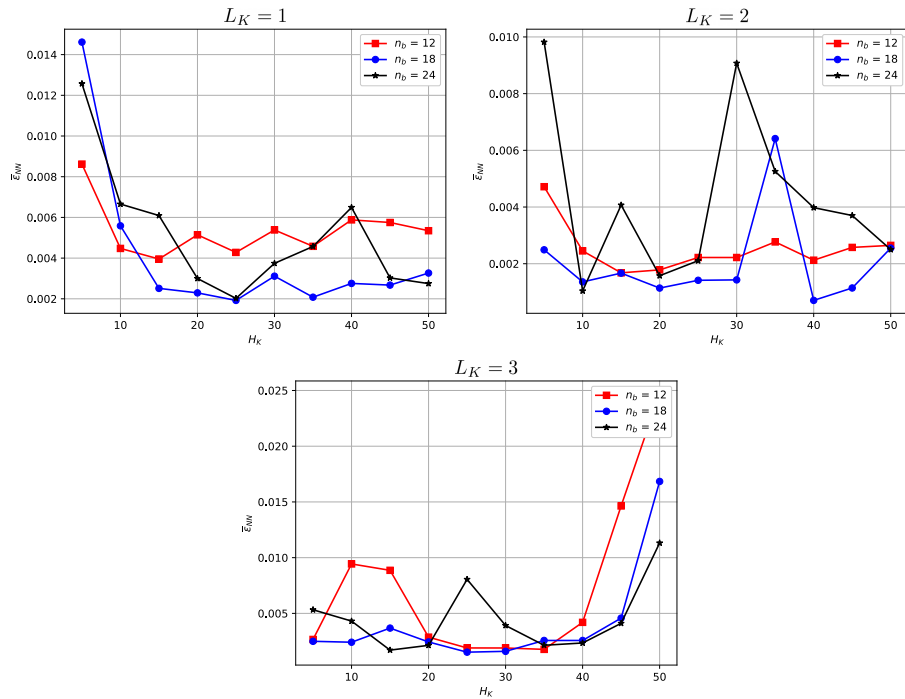 L_K = 1
n_b = 12
n_b = 18
n_b = 24
0.014
0.012
0.010
0.008
0.006
0.004
0.002
ε̄_NN
10 20 30 40 50
H_K
L_K = 2
n_b = 12
n_b = 18
n_b = 24
0.010
0.008
0.006
0.004
0.002
ε̄_NN
10 20 30 40 50
H_K
L_K = 3
n_b = 12
n_b = 18
n_b = 24
0.025
0.020
0.015
0.010
0.005
ε̄_NN
10 20 30 40 50
H_K